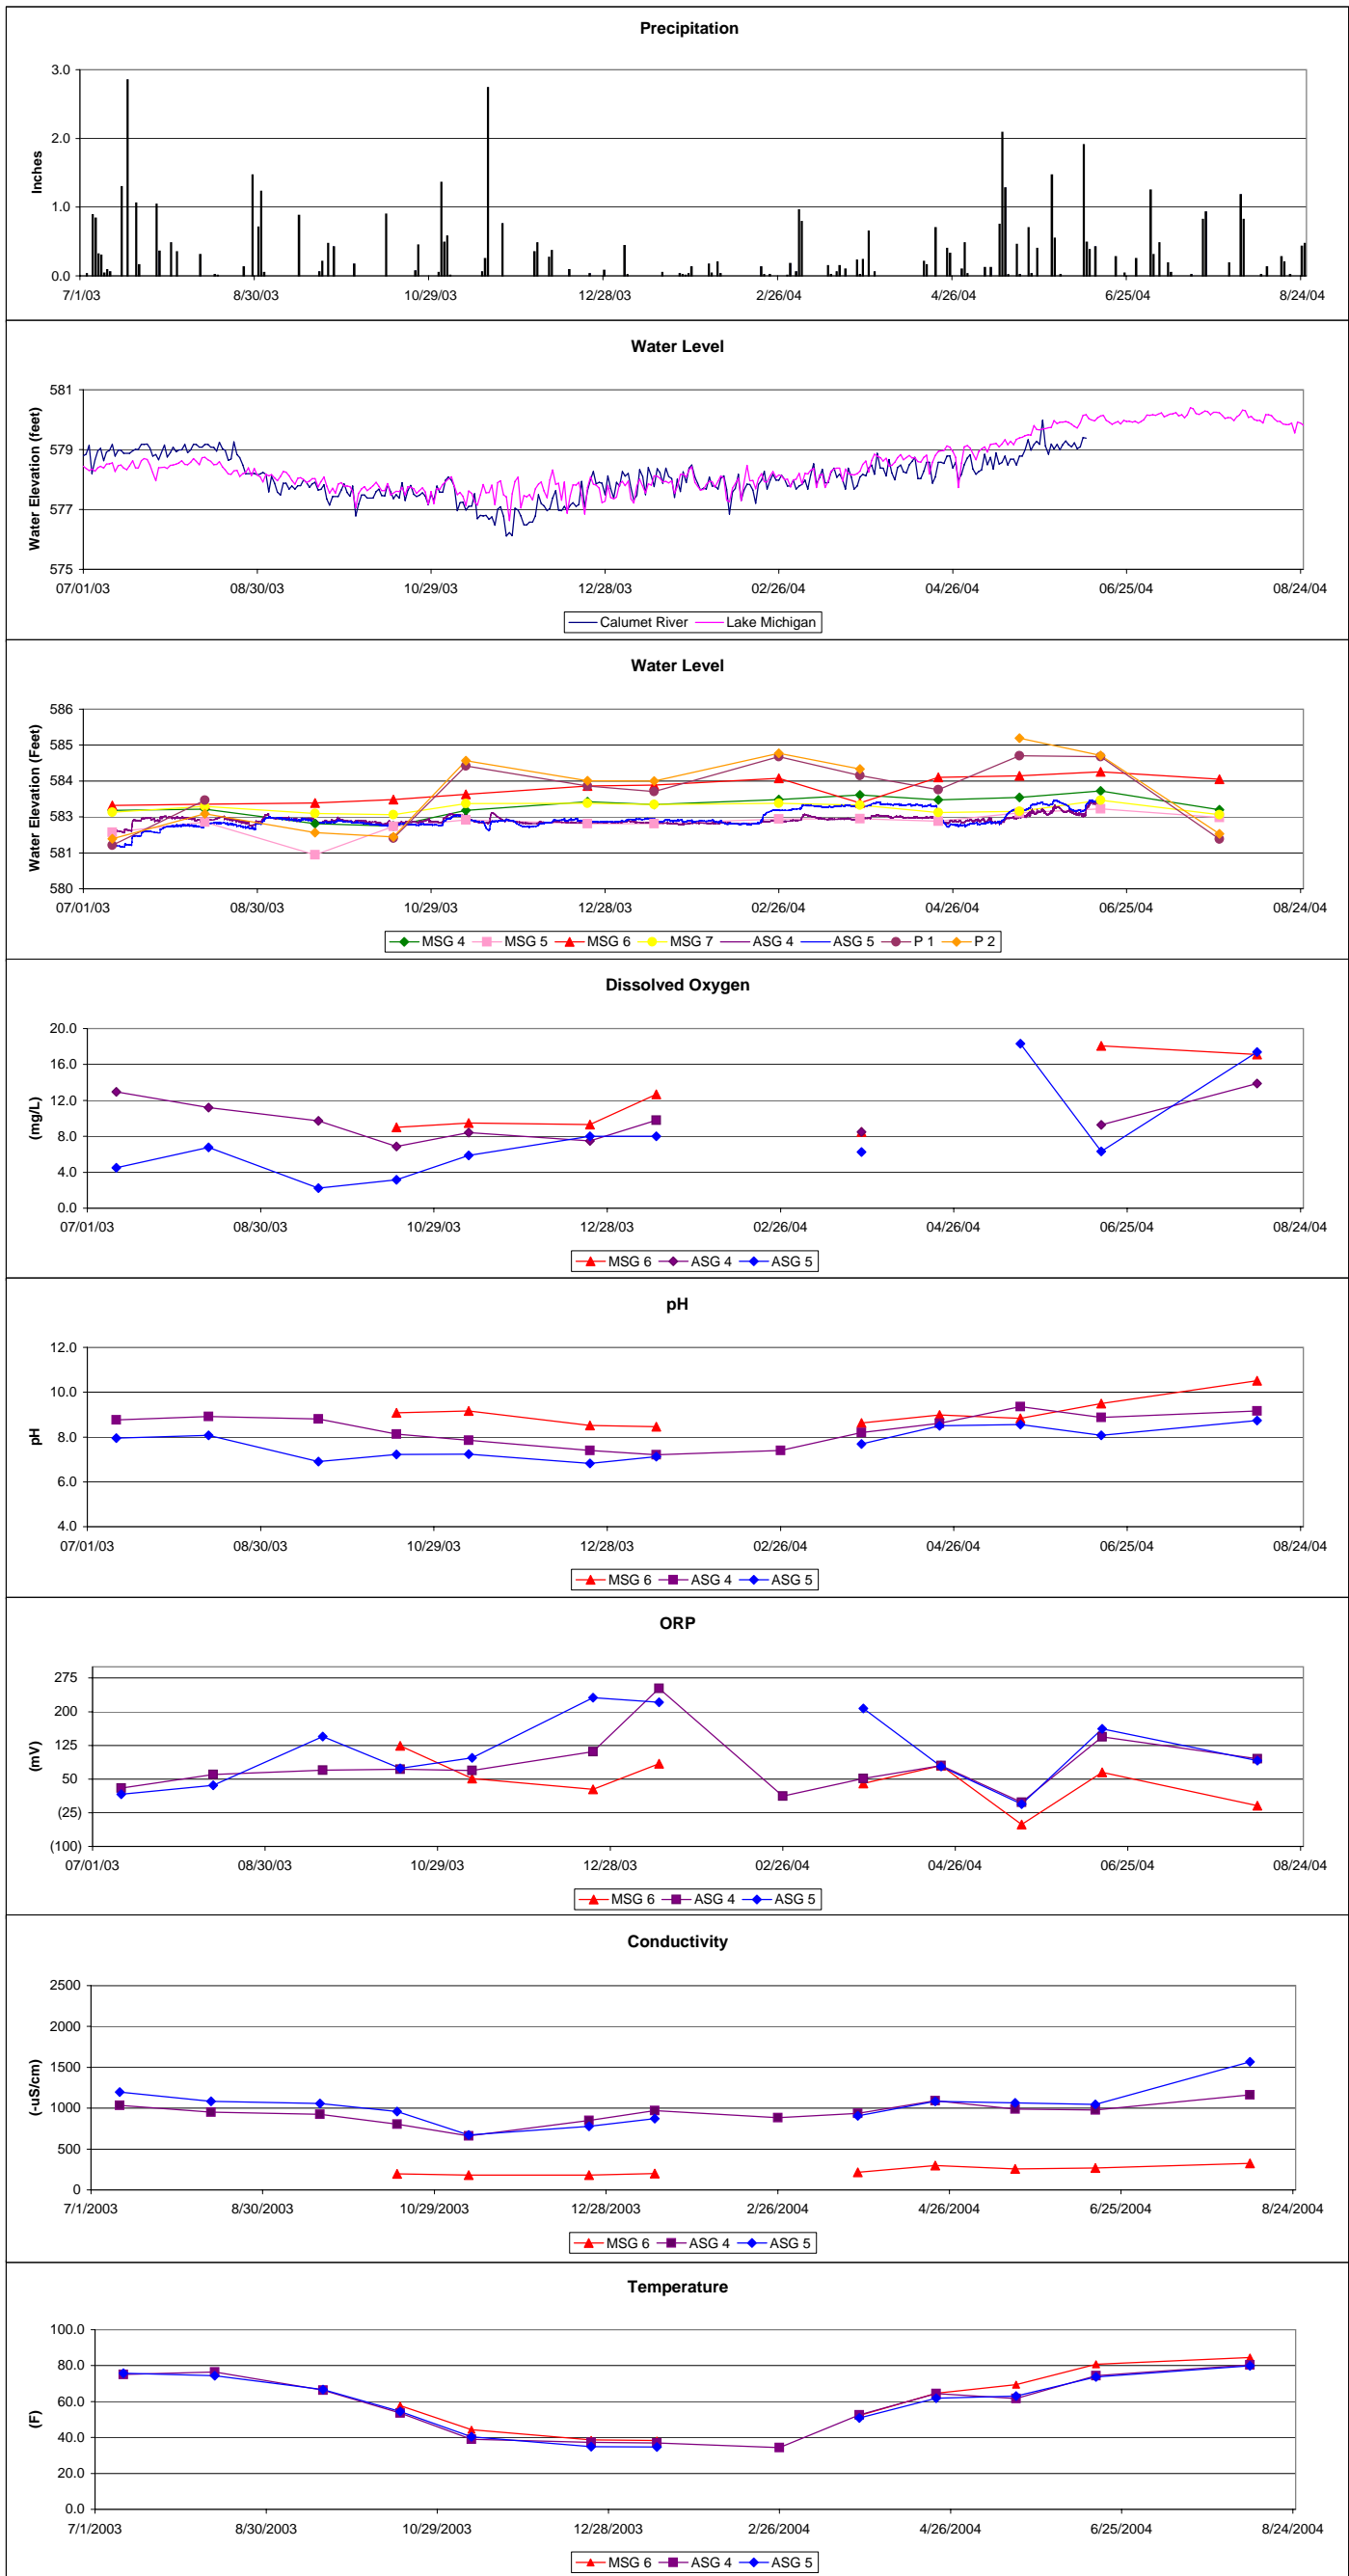 Precipitation
Inches
3.0
2.0
1.0
0.0
7/1/03 8/30/03 10/29/03 12/28/03 2/26/04 4/26/04 6/25/04 8/24/04
Water Level
Water Elevation (feet)
581
579
577
575
07/01/03 08/30/03 10/29/03 12/28/03 02/26/04 04/26/04 06/25/04 08/24/04
Calumet River Lake Michigan
Water Level
Water Elevation (Feet)
586
585
584
583
581
580
07/01/03 08/30/03 10/29/03 12/28/03 02/26/04 04/26/04 06/25/04 08/24/04
MSG 4 MSG 5 MSG 6 MSG 7 ASG 4 ASG 5 P 1 P 2
Dissolved Oxygen
(mg/L)
20.0
16.0
12.0
8.0
4.0
0.0
07/01/03 08/30/03 10/29/03 12/28/03 02/26/04 04/26/04 06/25/04 08/24/04
MSG 6 ASG 4 ASG 5
pH
pH
12.0
10.0
8.0
6.0
4.0
07/01/03 08/30/03 10/29/03 12/28/03 02/26/04 04/26/04 06/25/04 08/24/04
MSG 6 ASG 4 ASG 5
ORP
(mV)
275
200
125
50
(25)
(100)
07/01/03 08/30/03 10/29/03 12/28/03 02/26/04 04/26/04 06/25/04 08/24/04
MSG 6 ASG 4 ASG 5
Conductivity
(-uS/cm)
2500
2000
1500
1000
500
0
7/1/2003 8/30/2003 10/29/2003 12/28/2003 2/26/2004 4/26/2004 6/25/2004 8/24/2004
MSG 6 ASG 4 ASG 5
Temperature
(F)
100.0
80.0
60.0
40.0
20.0
0.0
7/1/2003 8/30/2003 10/29/2003 12/28/2003 2/26/2004 4/26/2004 6/25/2004 8/24/2004
MSG 6 ASG 4 ASG 5